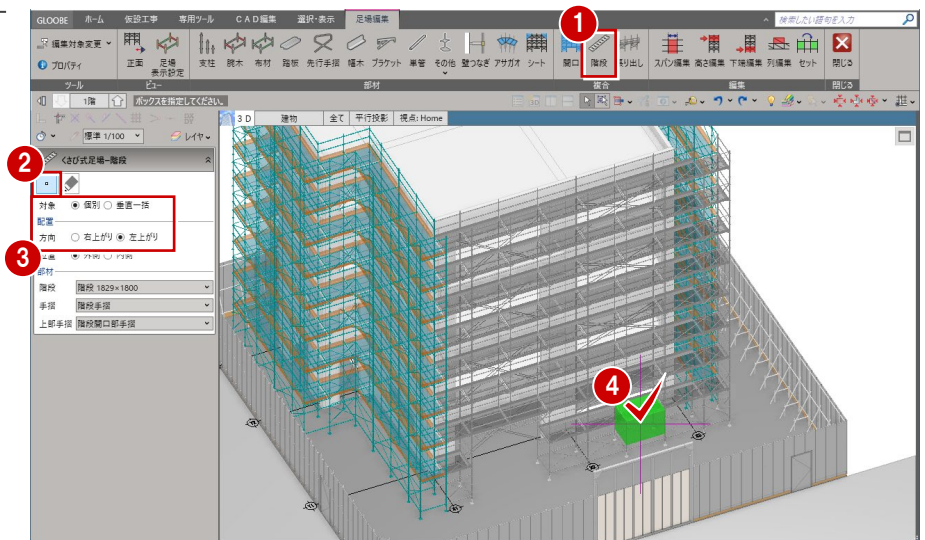 GLOOBE ホーム 仮設工事 専用ツール CAD編集 選択・表示 足場編集 検索したい語句を入力
編集対象変更
プロパティ
正面 足場表示設定
支柱 腕木 布材 踏板 先行手摺 幅木 ブラケット 単管 その他 壁つなぎ アサガオ シート
開口 階段
スパン編集 高さ編集 下端編集 列編集 セット 閉じる
ツール ビュー 部材 複合 編集 閉じる
1
1階 ボックスを指定してください。
標準 1/100 レイヤ
3D 建物 全て 平行投影 視点: Home
2 くさび式足場-階段
対象 個別 垂直一括
配置
方向 右上がり 左上がり
3
部材
階段 階段 1829×1800
手摺 階段手摺
上部手摺 階段開口部手摺
4